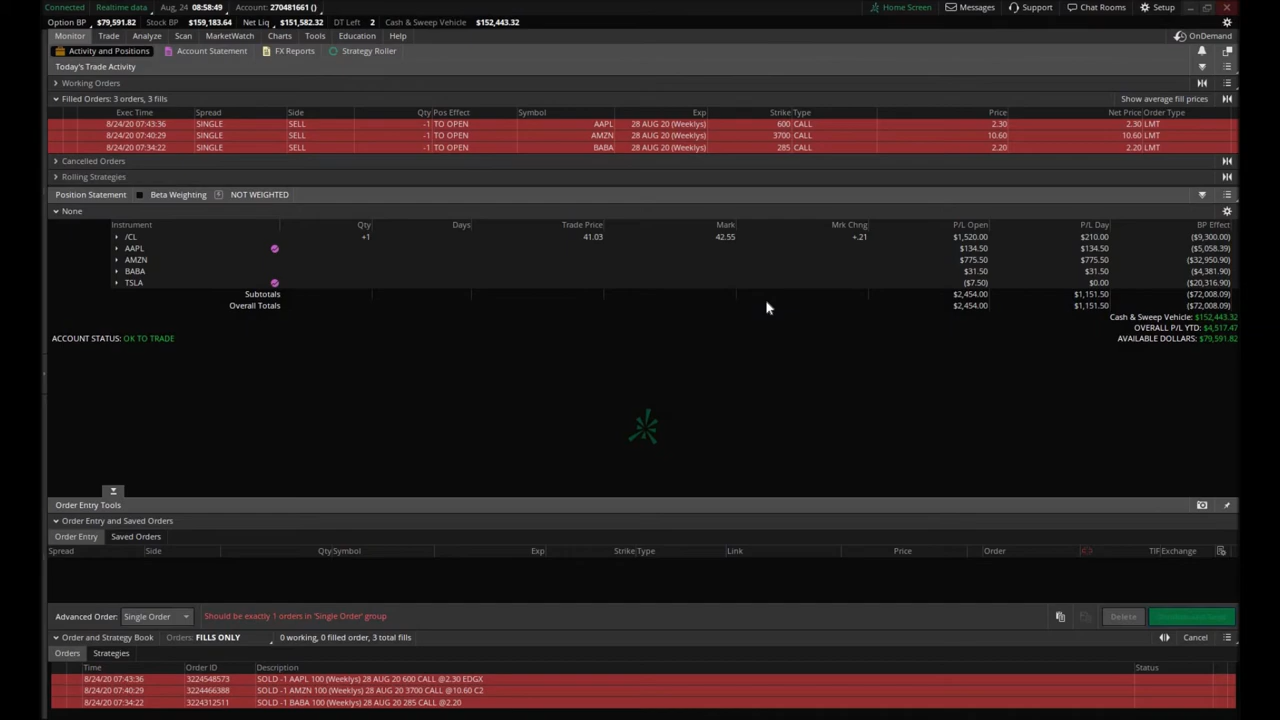 Connected Realtime data Aug, 24 08:58:49 Account: 270481661 () Home Screen Messages Support Chat Rooms Setup
Option BP $79,591.82 Stock BP $159,183.64 Net Liq $151,582.32 DT Left 2 Cash & Sweep Vehicle $152,443.32
Monitor Trade Analyze Scan MarketWatch Charts Tools Education Help OnDemand
Activity and Positions Account Statement FX Reports Strategy Roller
Today's Trade Activity
Working Orders
Filled Orders: 3 orders, 3 fills Show average fill prices
Exec Time Spread Side Qty Pos Effect Symbol Exp Strike Type Price Net Price Order Type
8/24/20 07:43:36 SINGLE SELL -1 TO OPEN AAPL 28 AUG 20 (Weeklys) 600 CALL 2.30 2.30 LMT
8/24/20 07:40:29 SINGLE SELL -1 TO OPEN AMZN 28 AUG 20 (Weeklys) 3700 CALL 10.60 10.60 LMT
8/24/20 07:34:22 SINGLE SELL -1 TO OPEN BABA 28 AUG 20 (Weeklys) 285 CALL 2.20 2.20 LMT
Cancelled Orders
Rolling Strategies
Position Statement Beta Weighting NOT WEIGHTED
None
Instrument Qty Days Trade Price Mark Mrk Chng P/L Open P/L Day BP Effect
/CL +1 41.03 42.55 +.21 $1,520.00 $210.00 ($9,300.00)
AAPL $134.50 $134.50 ($5,058.39)
AMZN $775.50 $775.50 ($32,950.90)
BABA $31.50 $31.50 ($4,381.90)
TSLA ($7.50) $0.00 ($20,316.90)
Subtotals $2,454.00 $1,151.50 ($72,008.09)
Overall Totals $2,454.00 $1,151.50 ($72,008.09)
Cash & Sweep Vehicle: $152,443.32
OVERALL P/L YTD: $4,517.47
ACCOUNT STATUS: OK TO TRADE AVAILABLE DOLLARS: $79,591.82
Order Entry Tools
Order Entry and Saved Orders
Order Entry Saved Orders
Spread Side Qty Symbol Exp Strike Type Link Price Order TIF Exchange
Advanced Order: Single Order Should be exactly 1 orders in 'Single Order' group Delete
Order and Strategy Book Orders: FILLS ONLY 0 working, 0 filled order, 3 total fills Cancel
Orders Strategies
Time Order ID Description Status
8/24/20 07:43:36 3224548573 SOLD -1 AAPL 100 (Weeklys) 28 AUG 20 600 CALL @2.30 EDGX
8/24/20 07:40:29 3224466388 SOLD -1 AMZN 100 (Weeklys) 28 AUG 20 3700 CALL @10.60 C2
8/24/20 07:34:22 3224312511 SOLD -1 BABA 100 (Weeklys) 28 AUG 20 285 CALL @2.20